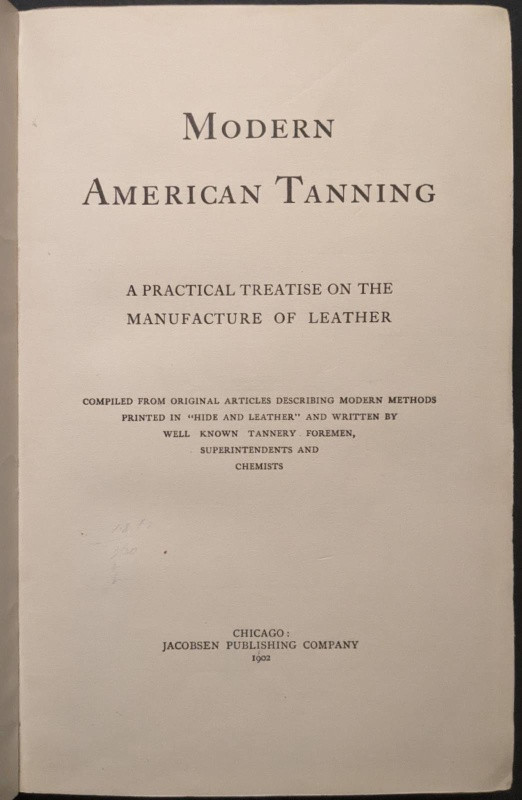 MODERN
AMERICAN TANNING
A PRACTICAL TREATISE ON THE
MANUFACTURE OF LEATHER
COMPILED FROM ORIGINAL ARTICLES DESCRIBING MODERN METHODS
PRINTED IN "HIDE AND LEATHER" AND WRITTEN BY
WELL KNOWN TANNERY FOREMEN,
SUPERINTENDENTS AND
CHEMISTS
CHICAGO:
JACOBSEN PUBLISHING COMPANY
1902